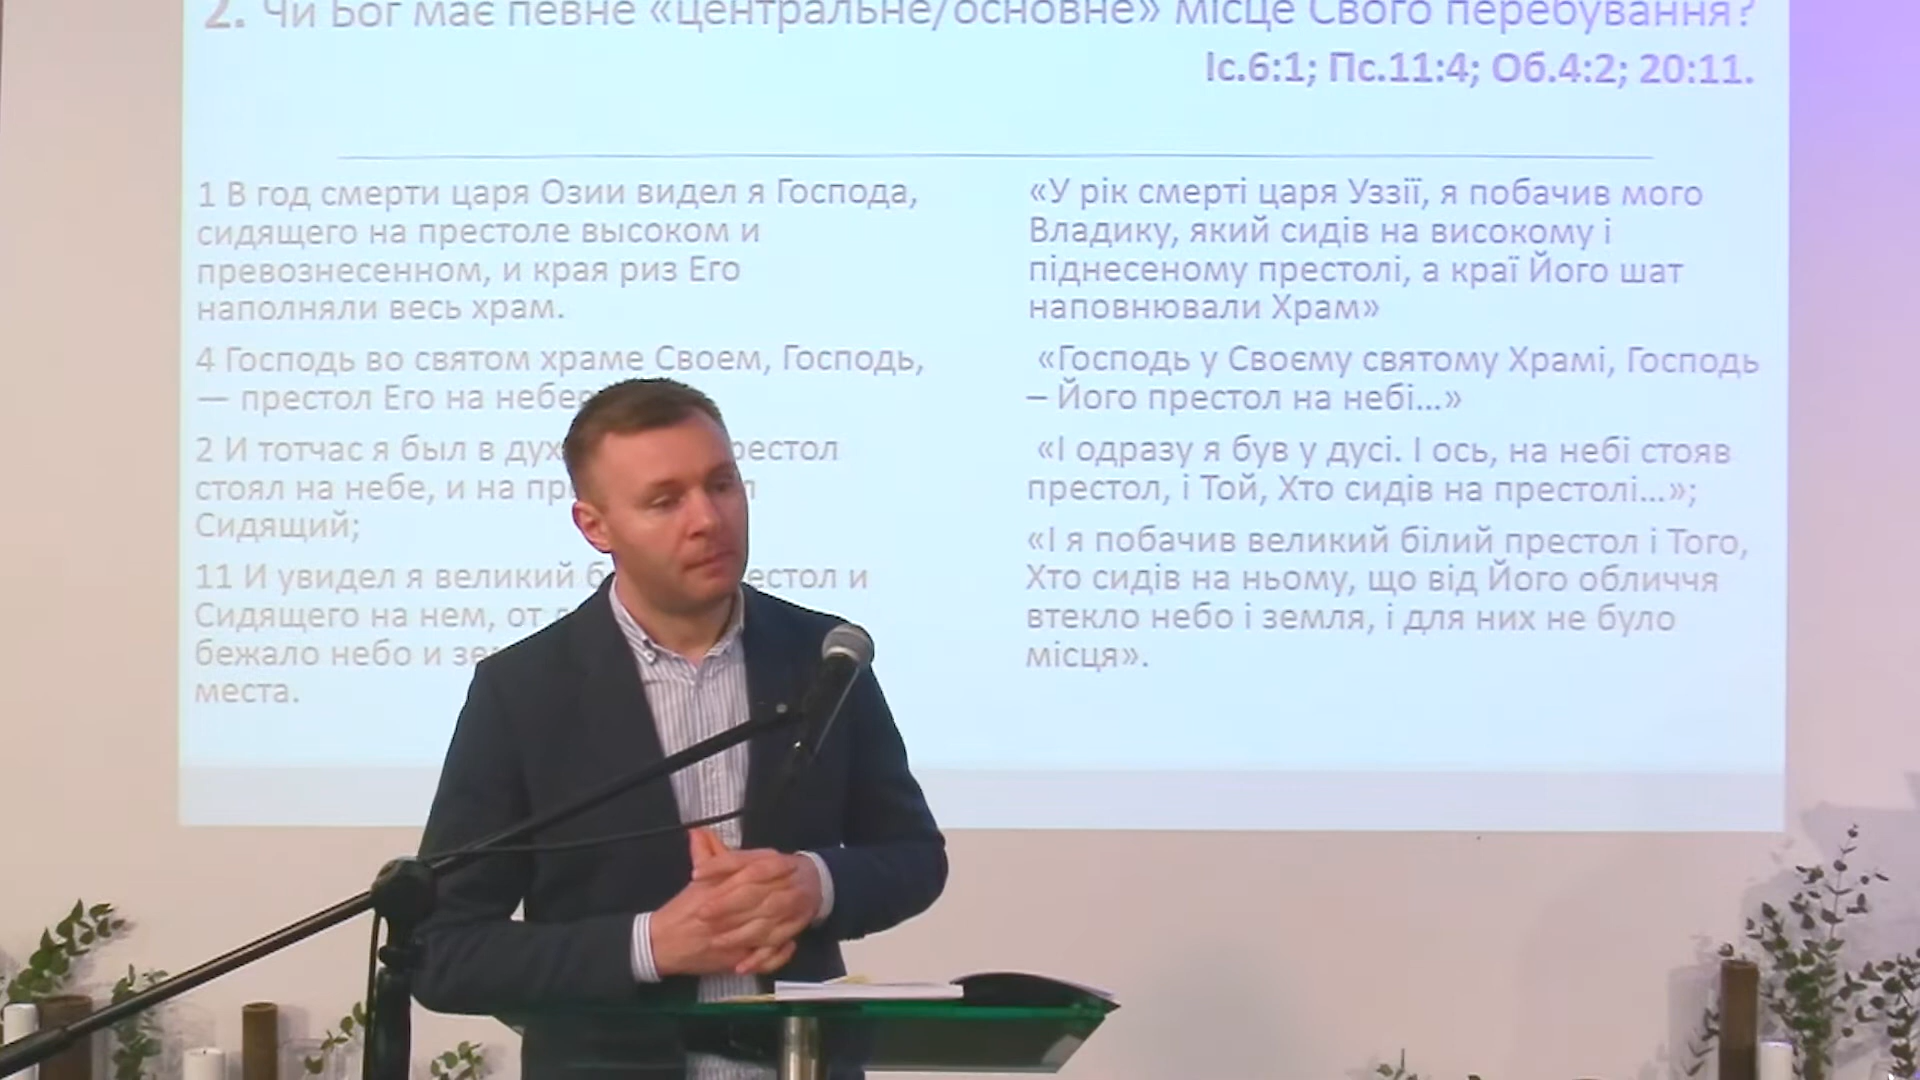 2. Чи Бог має певне «центральне/основне» місце Свого перебування?
Іс.6:1; Пс.11:4; Об.4:2; 20:11.
1 В год смерти царя Озии видел я Господа,
сидящего на престоле высоком и
превознесенном, и края риз Его
наполняли весь храм.
4 Господь во святом храме Своем, Господь,
— престол Его на
2 И тотчас я был в
стоял на небе, и на
Сидящий;
11 И увидел я великий и
Сидящего на нем, от
бежало небо и
места.
«У рік смерті царя Уззії, я побачив мого
Владику, який сидів на високому і
піднесеному престолі, а краї Його шат
наповнювали Храм»
«Господь у Своєму святому Храмі, Господь
– Його престол на небі...»
«І одразу я був у дусі. І ось, на небі стояв
престол, і Той, Хто сидів на престолі...»;
«І я побачив великий білий престол і Того,
Хто сидів на ньому, що від Його обличчя
втекло небо і земля, і для них не було
місця».